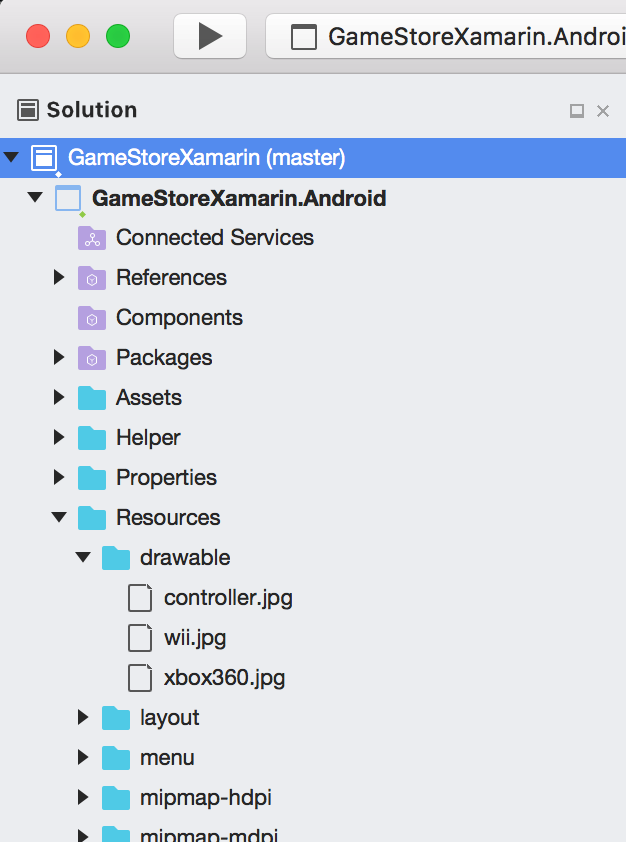 GameStoreXamarin.Androi
Solution
GameStoreXamarin (master)
GameStoreXamarin.Android
Connected Services
References
Components
Packages
Assets
Helper
Properties
Resources
drawable
controller.jpg
wii.jpg
xbox360.jpg
layout
menu
mipmap-hdpi
mipmap-mdpi